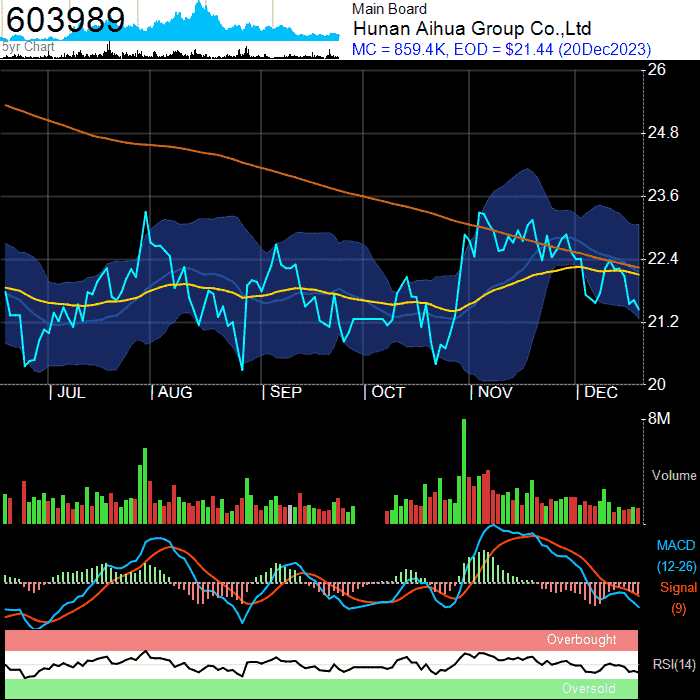 603989
5yr Chart
Main Board
Hunan Aihua Group Co.,Ltd
MC = 859.4K, EOD = $21.44 (20Dec2023)
26
24.8
23.6
22.4
21.2
20
JUL
AUG
SEP
OCT
NOV
DEC
8M
Volume
MACD
(12-26)
Signal
(9)
Overbought
RSI(14)
Oversold